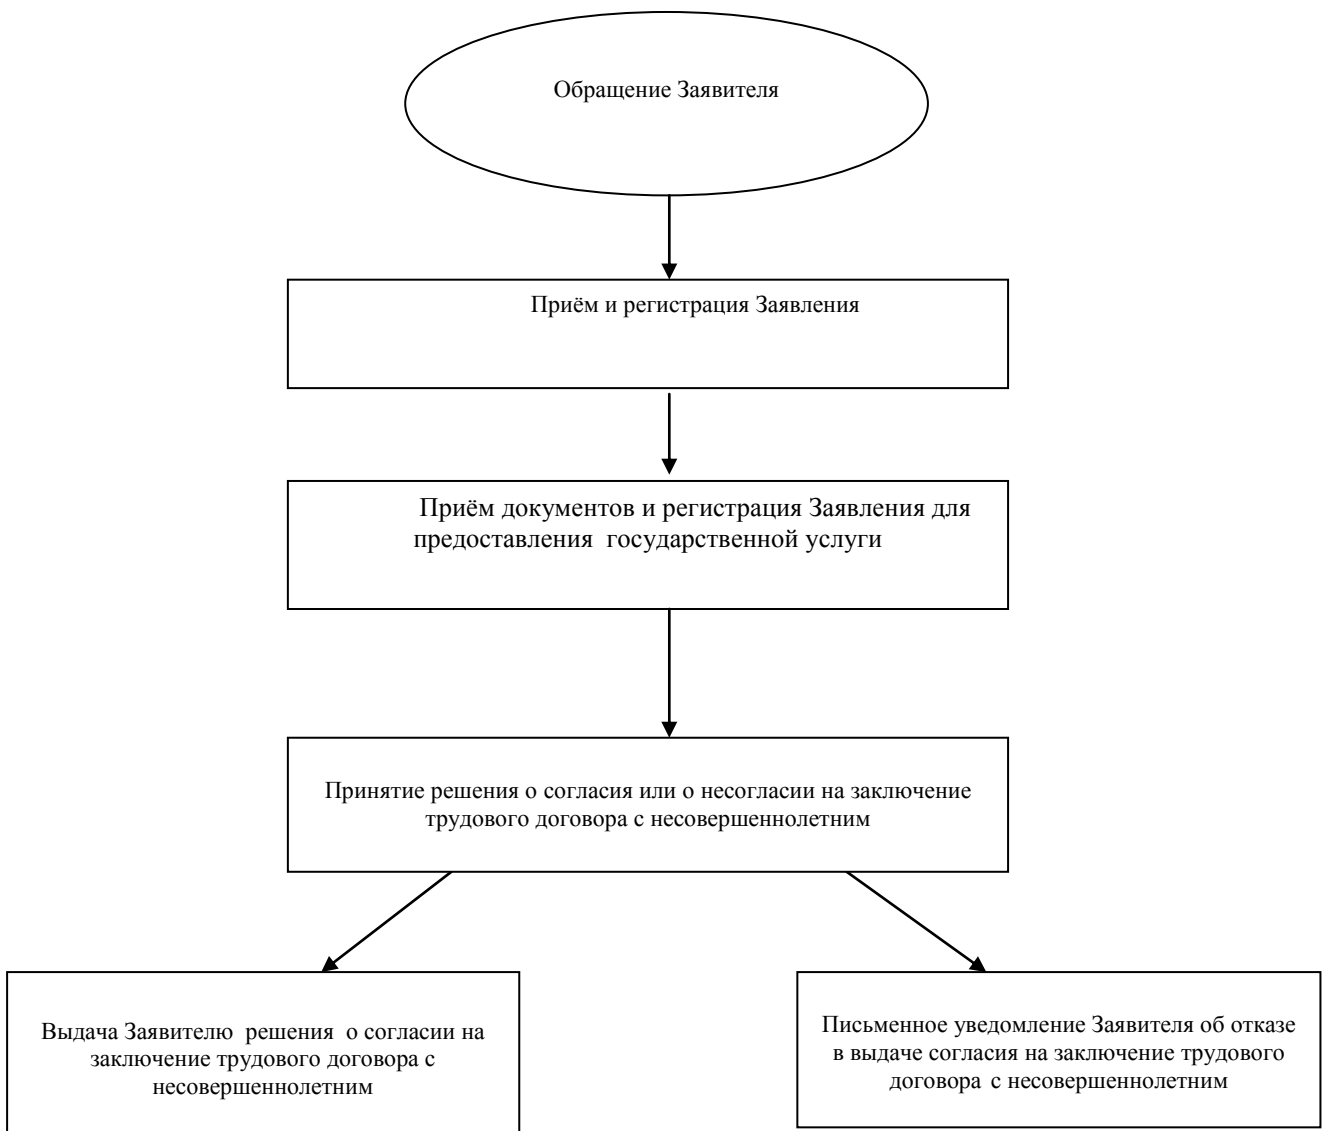 Обращение Заявителя
Приём и регистрация Заявления
Приём документов и регистрация Заявления для
предоставления государственной услуги
Принятие решения о согласия или о несогласии на заключение
трудового договора с несовершеннолетним
Выдача Заявителю решения о согласии на
заключение трудового договора с
несовершеннолетним
Письменное уведомление Заявителя об отказе
в выдаче согласия на заключение трудового
договора с несовершеннолетним